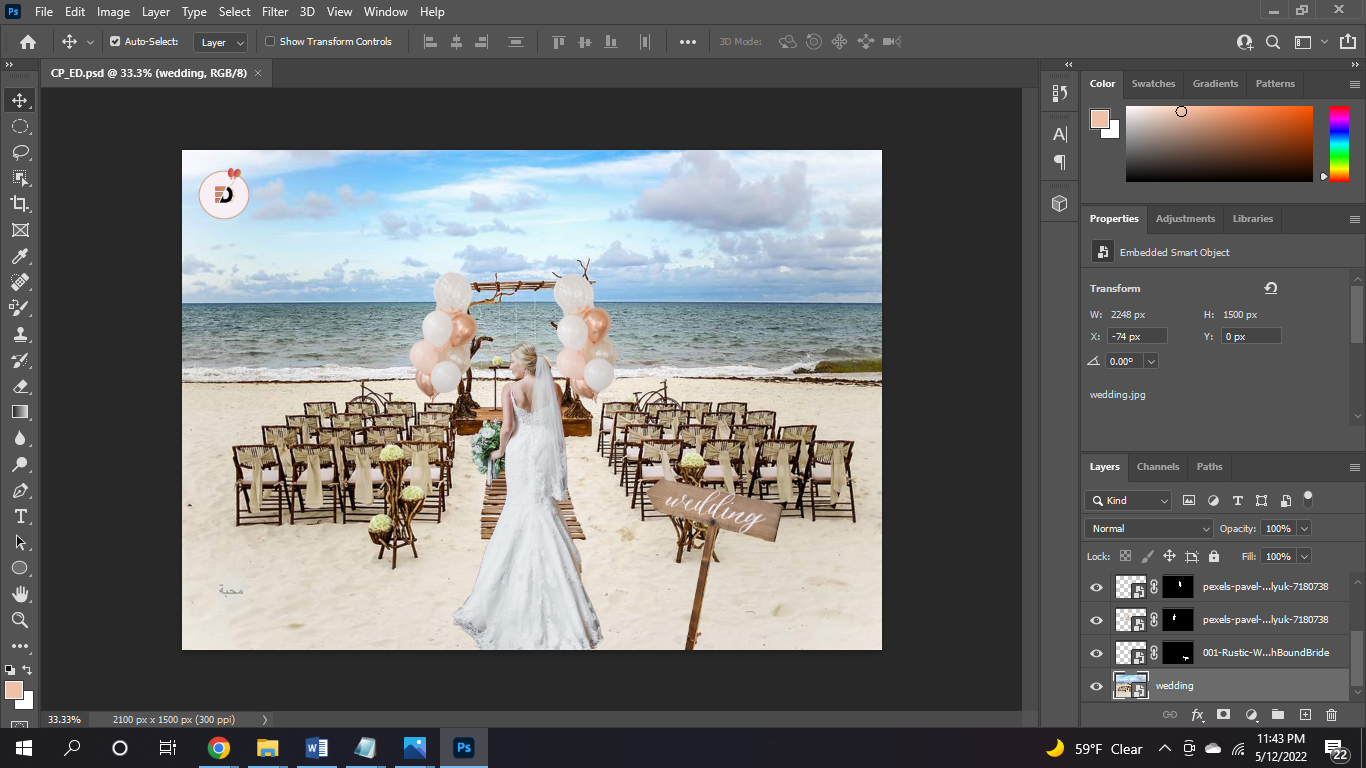 Ps File Edit Image Layer Type Select Filter 3D View Window Help
Auto-Select: Layer Show Transform Controls 3D Mode:
CP_ED.psd @ 33.3% (wedding, RGB/8) ×
Color Swatches Gradients Patterns
Properties Adjustments Libraries
Embedded Smart Object
Transform
W: 2248 px H: 1500 px
X: -74 px Y: 0 px
0.00°
wedding.jpg
Layers Channels Paths
Kind
Normal Opacity: 100%
Lock: Fill: 100%
pexels-pavel-...lyuk-7180738
pexels-pavel-...lyuk-7180738
001-Rustic-W...hBoundBride
wedding
wedding
محبة
33.33% 2100 px x 1500 px (300 ppi)
59°F Clear
11:43 PM
5/12/2022
22